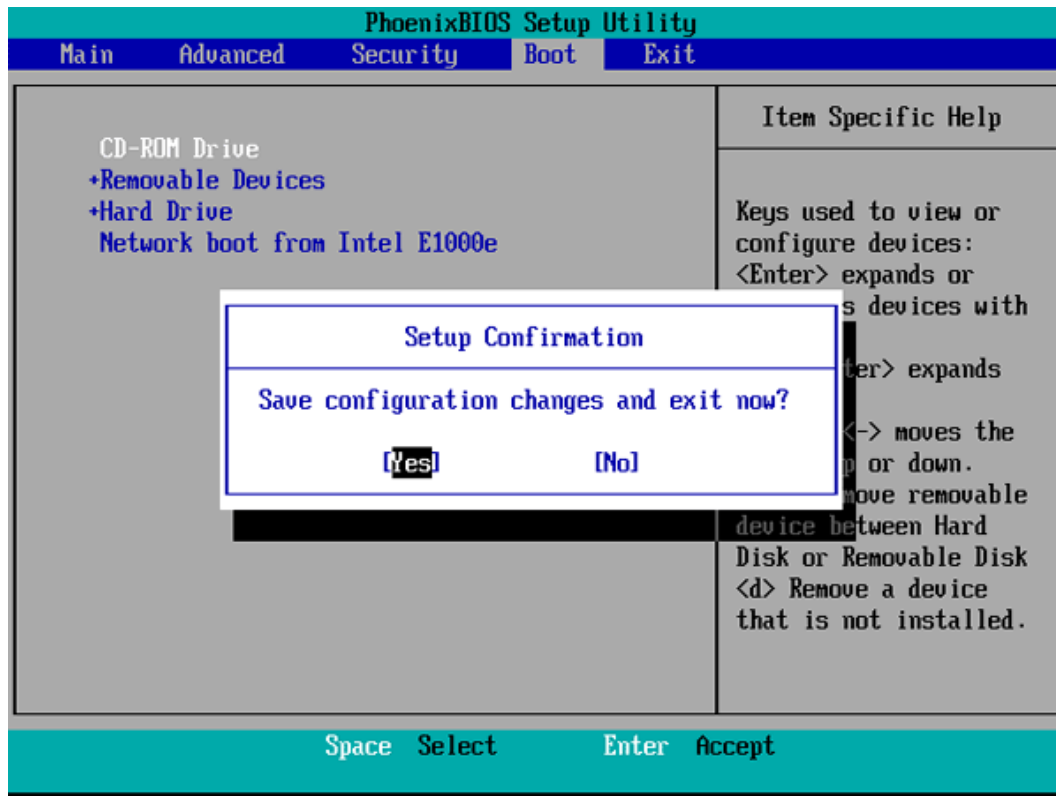 PhoenixBIOS Setup Utility
Main Advanced Security Boot Exit
CD-ROM Drive
+Removable Devices
+Hard Drive
Network boot from Intel E1000e
Item Specific Help
Keys used to view or
configure devices:
<Enter> expands or
s devices with
ter> expands
<-> moves the
p or down.
move removable
device between Hard
Disk or Removable Disk
<d> Remove a device
that is not installed.
Setup Confirmation
Save configuration changes and exit now?
[Yes] [No]
Space Select Enter Accept